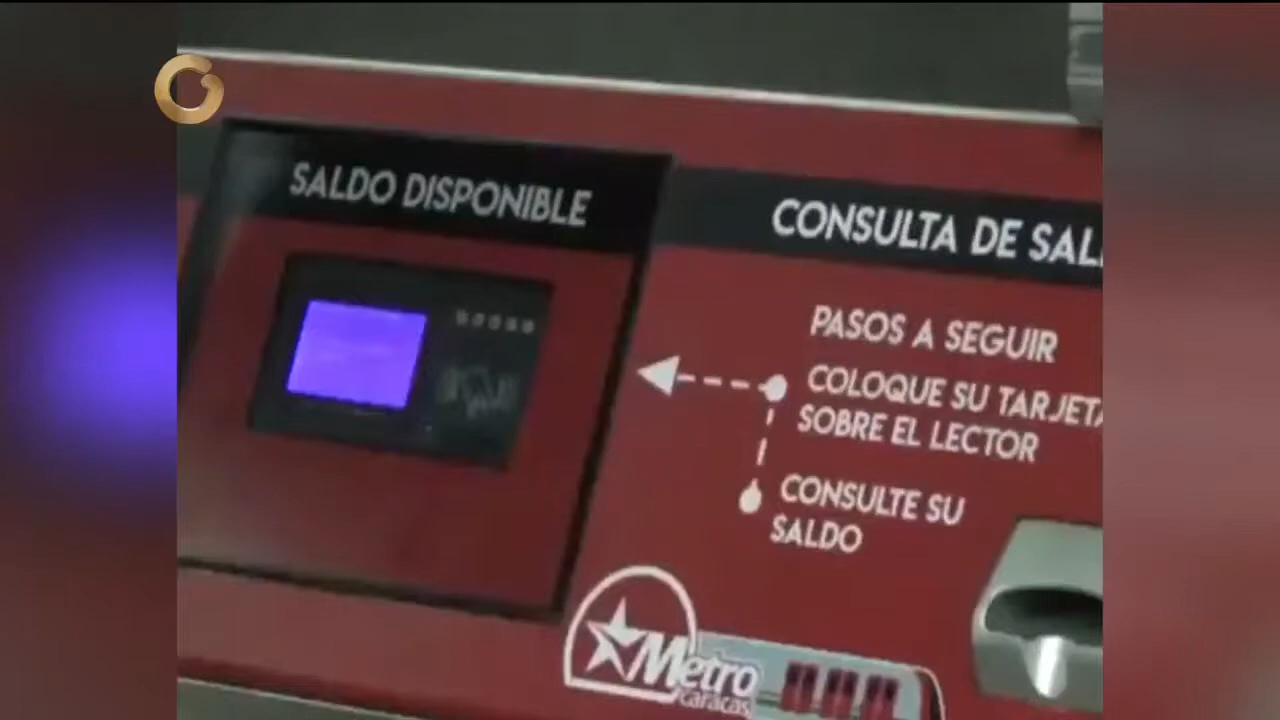 SALDO DISPONIBLE
CONSULTA DE SAL
PASOS A SEGUIR
COLOQUE SU TARJETA
SOBRE EL LECTOR
CONSULTE SU
SALDO
Metro
Caracas